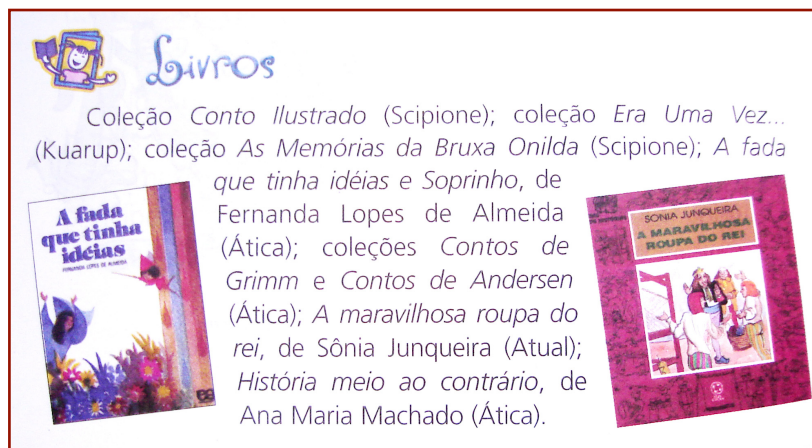 Livros
Coleção Conto Ilustrado (Scipione); coleção Era Uma Vez...
(Kuarup); coleção As Memórias da Bruxa Onilda (Scipione); A fada
que tinha idéias e Soprinho, de
Fernanda Lopes de Almeida
(Ática); coleções Contos de
Grimm e Contos de Andersen
(Ática); A maravilhosa roupa do
rei, de Sônia Junqueira (Atual);
História meio ao contrário, de
Ana Maria Machado (Ática).
A fada
que tinha
idéias
FERNANDA LOPES DE ALMEIDA
SONIA JUNQUEIRA
A MARAVILHOSA
ROUPA DO REI